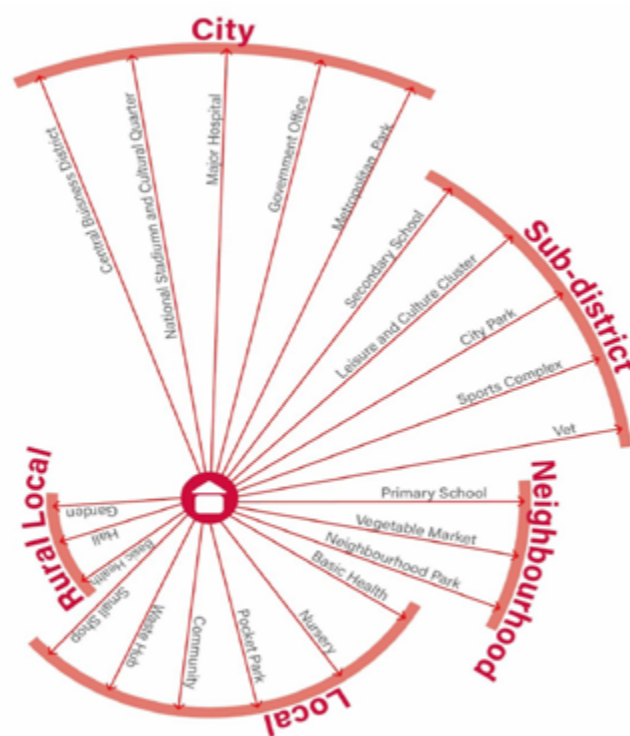 City
Central Buisness District
National Stadiumn and Cultural Quarter
Major Hospital
Government Office
Metropolitan Park
Sub-district
Secondary School
Leisure and Culture Cluster
City Park
Sports Complex
Vet
Neighbourhood
Primary School
Vegetable Market
Neighbourhood Park
Local
Basic Health
Nursery
Pocket Park
Community
Waste Hub
Small Shop
Rural Local
Basic Health
Hall
Garden